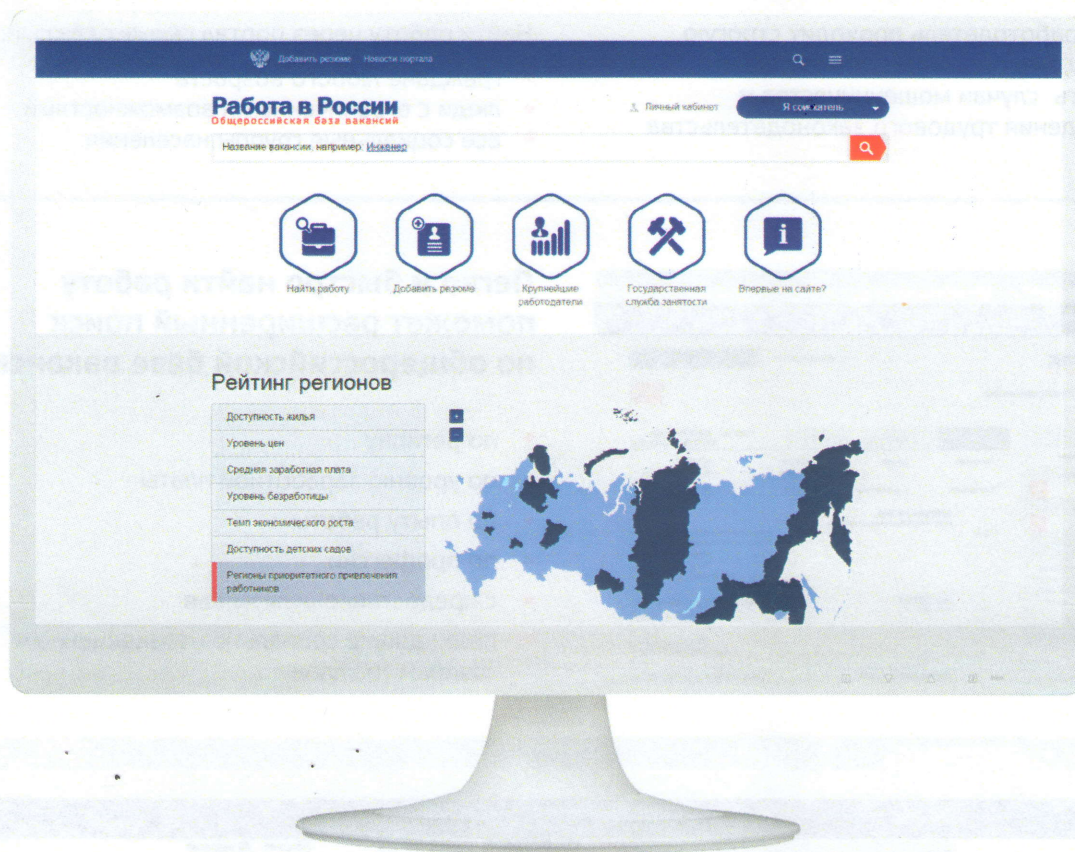 Добавить резюме Новости портала
Работа в России
Общероссийская база вакансий
Личный кабинет
Я соискатель
Название вакансии, например: Инженер
Найти работу
Добавить резюме
Крупнейшие
работодатели
Государственная
служба занятости
Впервые на сайте?
Рейтинг регионов
Доступность жилья
Уровень цен
Средняя заработная плата
Уровень безработицы
Темп экономического роста
Доступность детских садов
Регионы приоритетного привлечения
работников